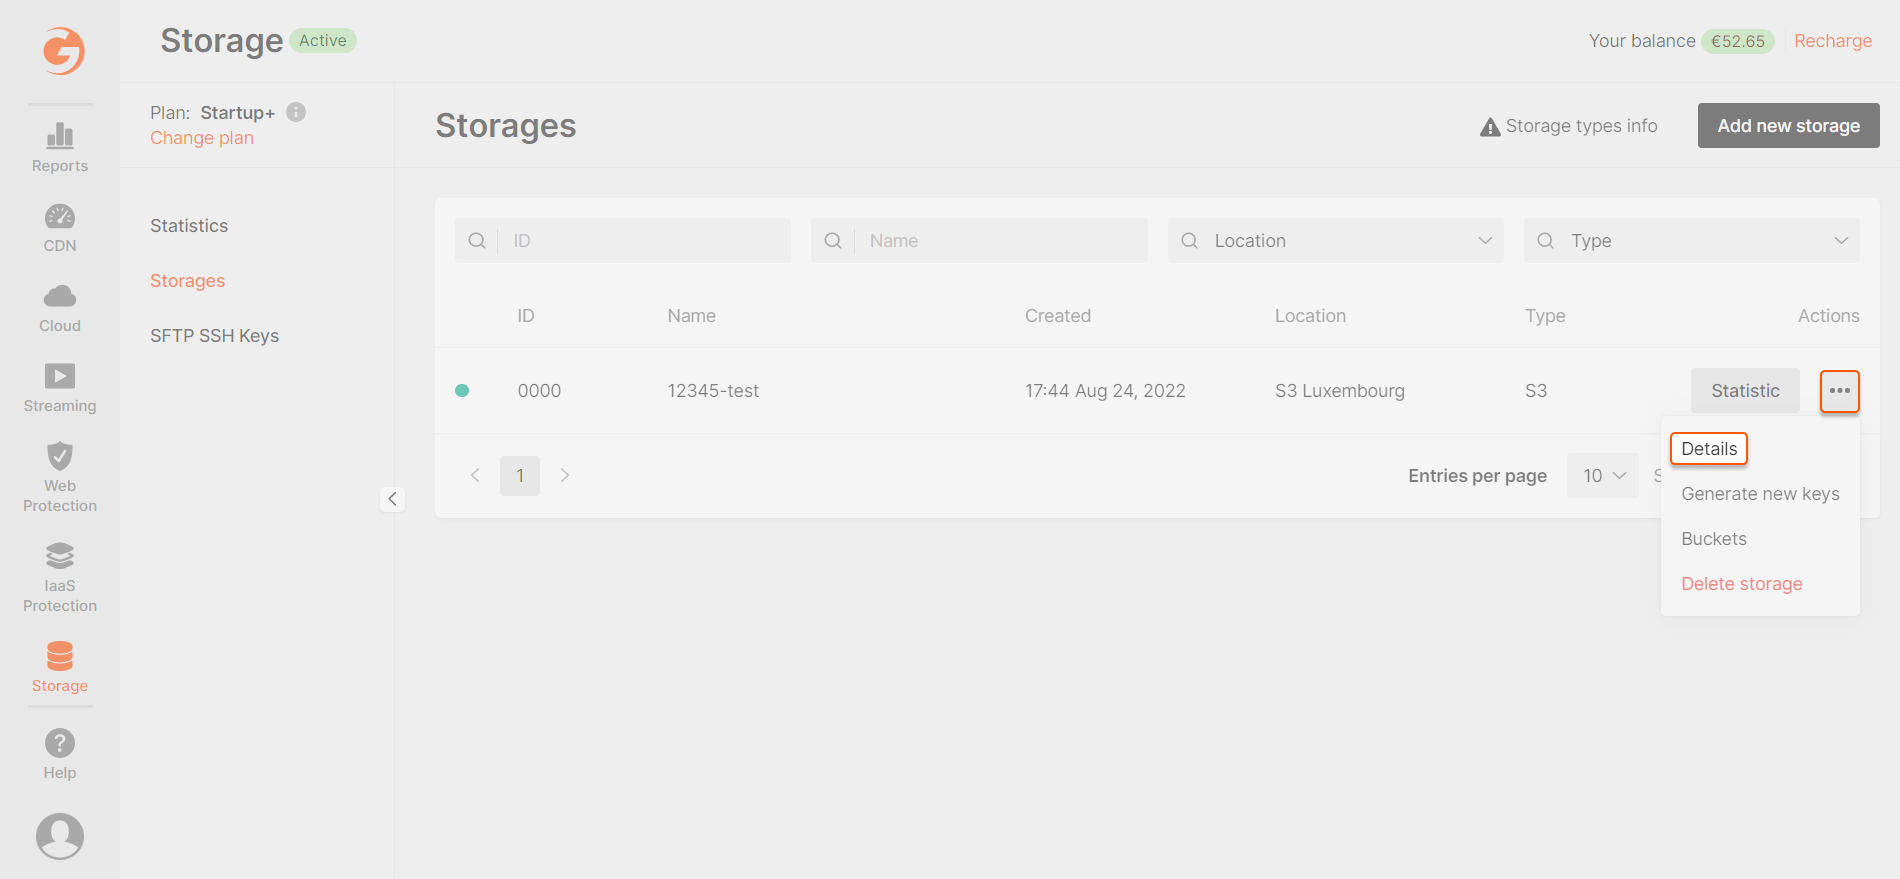 Storage Active
Your balance €52.65 Recharge
Plan: Startup+
Change plan
Storages
Storage types info
Add new storage
Reports
CDN
Cloud
Streaming
Web
Protection
IaaS
Protection
Storage
Help
Statistics
Storages
SFTP SSH Keys
ID
Name
Location
Type
ID Name Created Location Type Actions
0000 12345-test 17:44 Aug 24, 2022 S3 Luxembourg S3 Statistic
1
Entries per page 10
Details
Generate new keys
Buckets
Delete storage